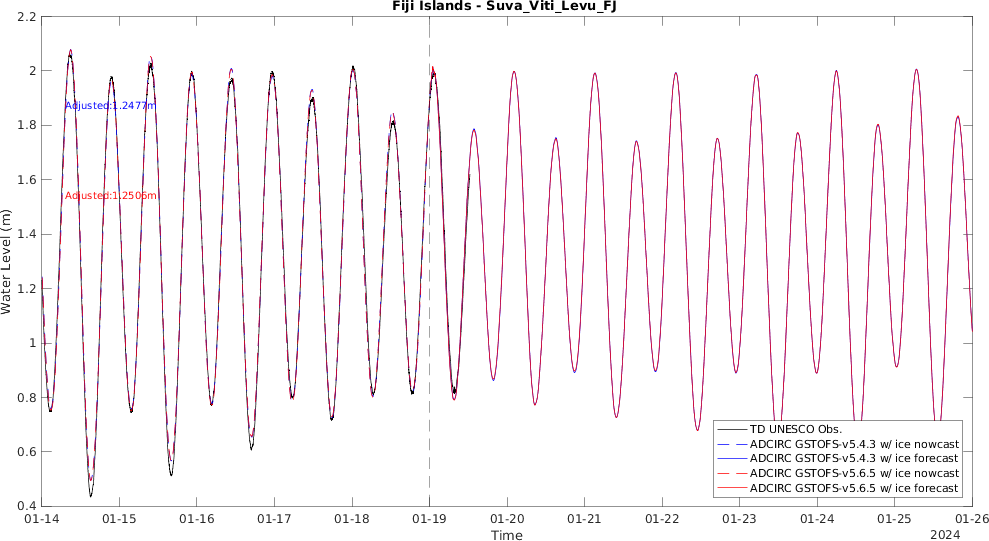 Fiji Islands - Suva_Viti_Levu_FJ
Water Level (m)
2.2
2
1.8
1.6
1.4
1.2
1
0.8
0.6
0.4
Adjusted:1.2477m
Adjusted:1.2506m
TD UNESCO Obs.
ADCIRC GSTOFS-v5.4.3 w/ ice nowcast
ADCIRC GSTOFS-v5.4.3 w/ ice forecast
ADCIRC GSTOFS-v5.6.5 w/ ice nowcast
ADCIRC GSTOFS-v5.6.5 w/ ice forecast
01-14 01-15 01-16 01-17 01-18 01-19 01-20 01-21 01-22 01-23 01-24 01-25 01-26
Time
2024